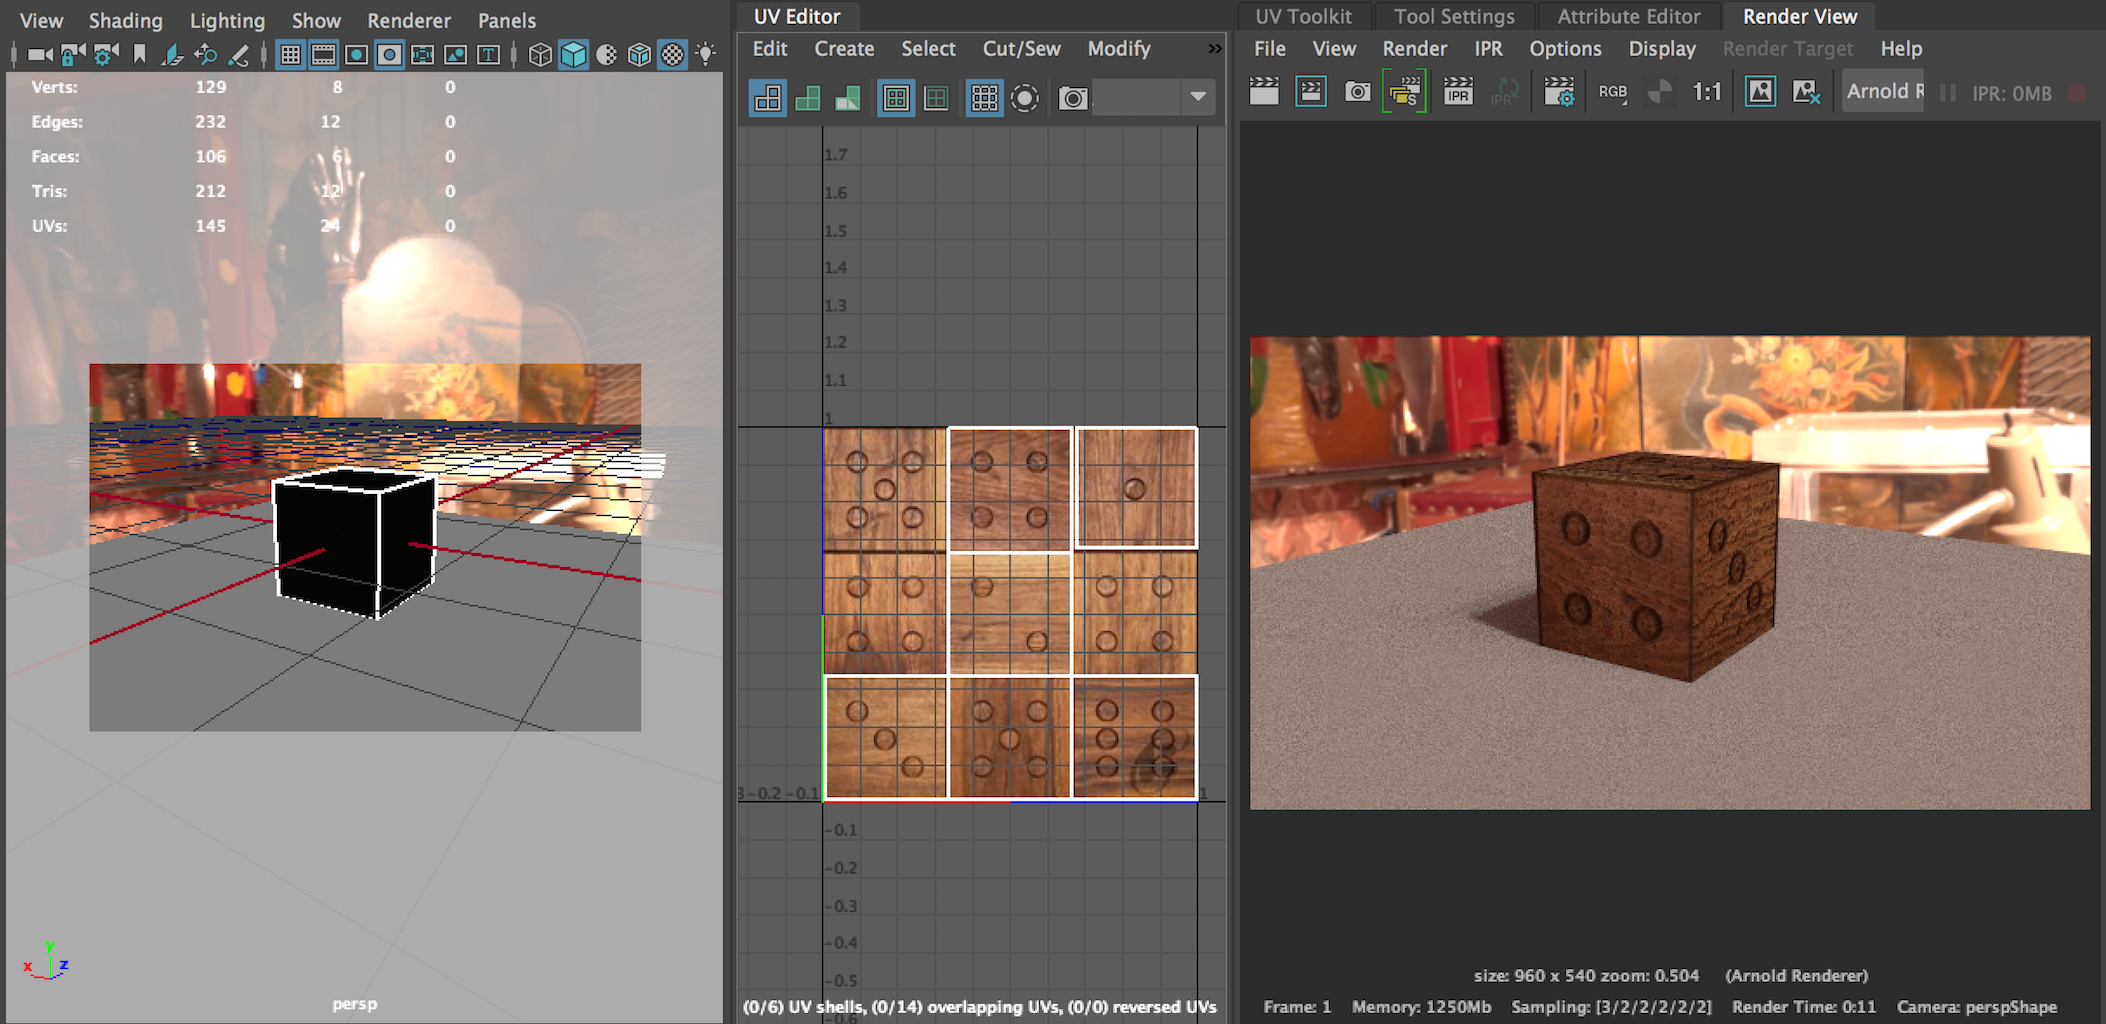 View Shading Lighting Show Renderer Panels
Verts: 129 8 0
Edges: 232 12 0
Faces: 106 6 0
Tris: 212 12 0
UVs: 145 24 0
y
x z
persp
UV Editor
Edit Create Select Cut/Sew Modify »
1.7
1.6
1.5
1.4
1.3
1.2
1.1
1
3 -0.2 -0.1 1
-0.1
-0.2
-0.3
-0.4
-0.5
-0.6
(0/6) UV shells, (0/14) overlapping UVs, (0/0) reversed UVs
UV Toolkit Tool Settings Attribute Editor Render View
File View Render IPR Options Display Render Target Help
S IPR IPR RGB 1:1 Arnold R IPR: 0MB
size: 960 x 540 zoom: 0.504 (Arnold Renderer)
Frame: 1 Memory: 1250Mb Sampling: [3/2/2/2/2/2] Render Time: 0:11 Camera: perspShape